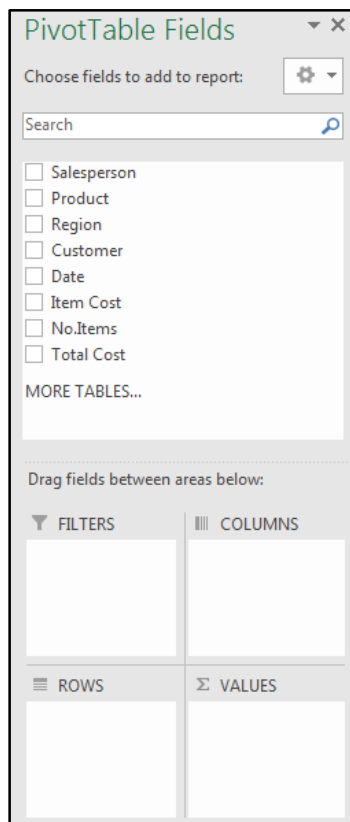 PivotTable Fields
Choose fields to add to report:
Search
Salesperson
Product
Region
Customer
Date
Item Cost
No.Items
Total Cost
MORE TABLES...
Drag fields between areas below:
FILTERS
COLUMNS
ROWS
Σ VALUES